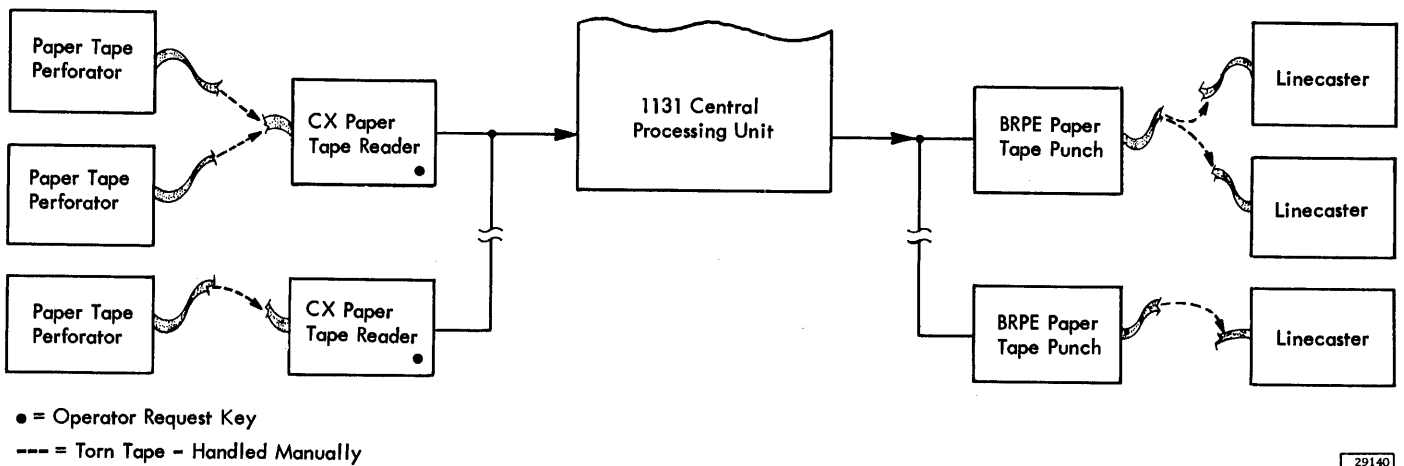 Paper Tape
Perforator
Paper Tape
Perforator
Paper Tape
Perforator
CX Paper
Tape Reader
CX Paper
Tape Reader
1131 Central
Processing Unit
BRPE Paper
Tape Punch
BRPE Paper
Tape Punch
Linecaster
Linecaster
Linecaster
● = Operator Request Key
--- = Torn Tape - Handled Manually
29140